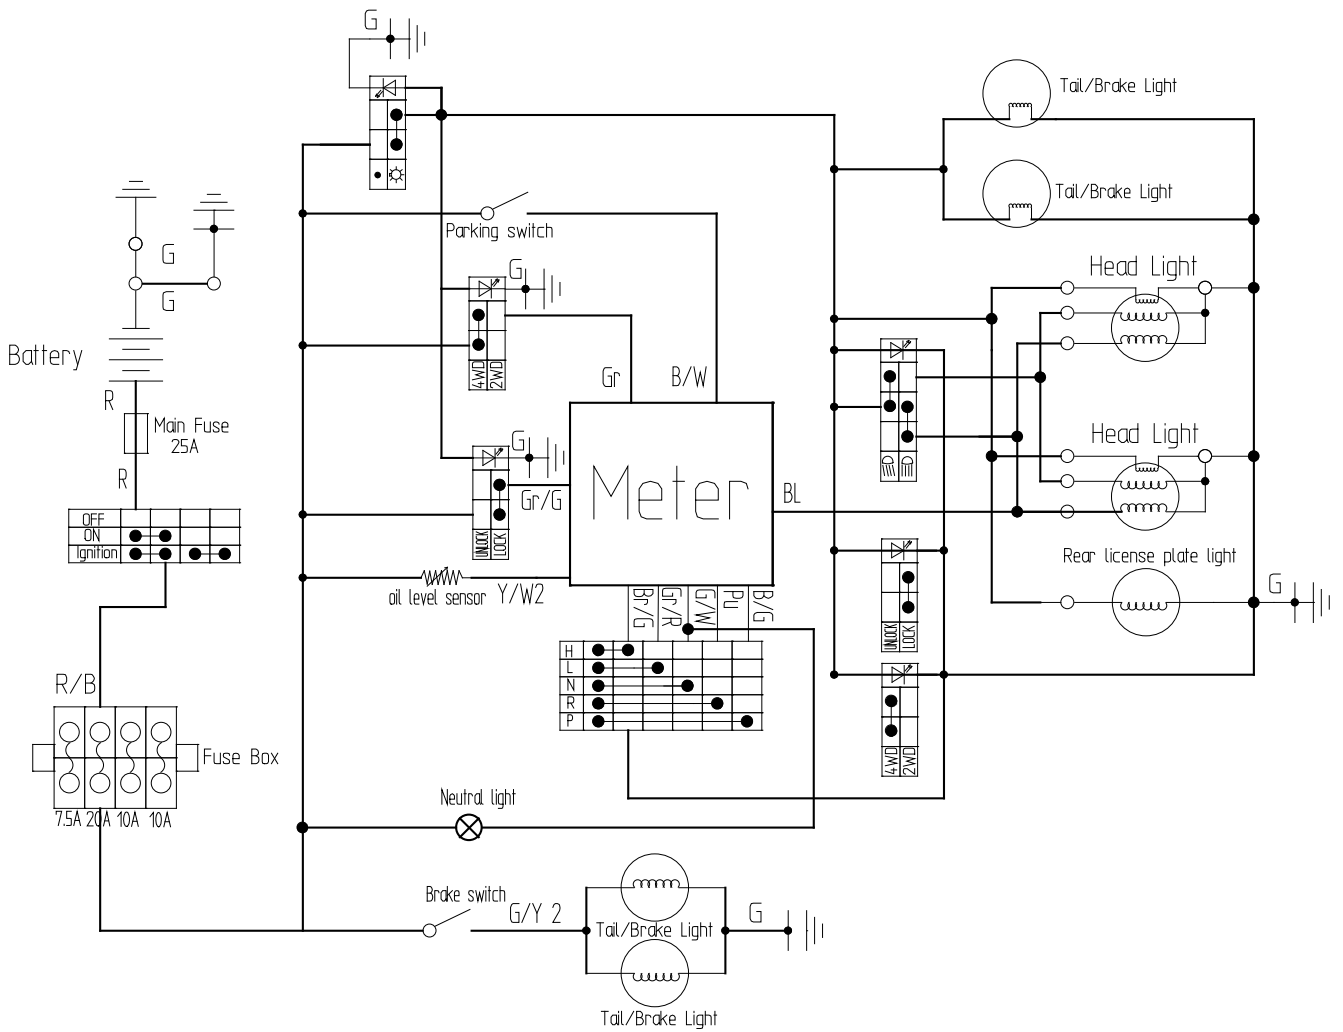 G
Tail/Brake Light
Tail/Brake Light
G
G
Parking switch
G
Head Light
Battery
4WD
2WD
Gr
B/W
R
Main Fuse
25A
G
Head Light
R
Gr/G
Meter
BL
OFF
ON
Ignition
UNLOCK
LOCK
Rear license plate light
oil level sensor
Y/W2
G
Br/G
Gr/R
G/W
Pu
B/G
UNLOCK
LOCK
H
L
N
R
P
R/B
Fuse Box
4WD
2WD
7.5A 20A 10A 10A
Neutral light
Brake switch
G/Y 2
G
Tail/Brake Light
Tail/Brake Light